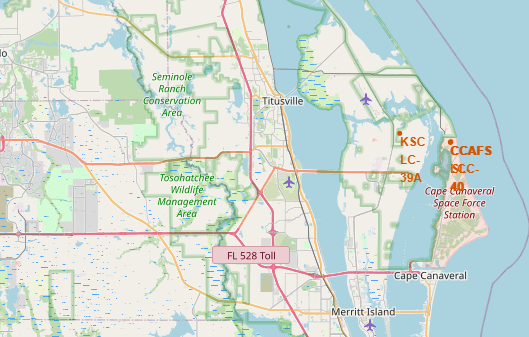 lo
Seminole
Ranch
Conservation
Area
Titusville
KSC
LC-
39A
CCAFS
SLC-
40
Tosohatchee
Wildlife
Management
Area
Cape Canaveral
Space Force
Station
FL 528 Toll
Cape Canaveral
Merritt Island